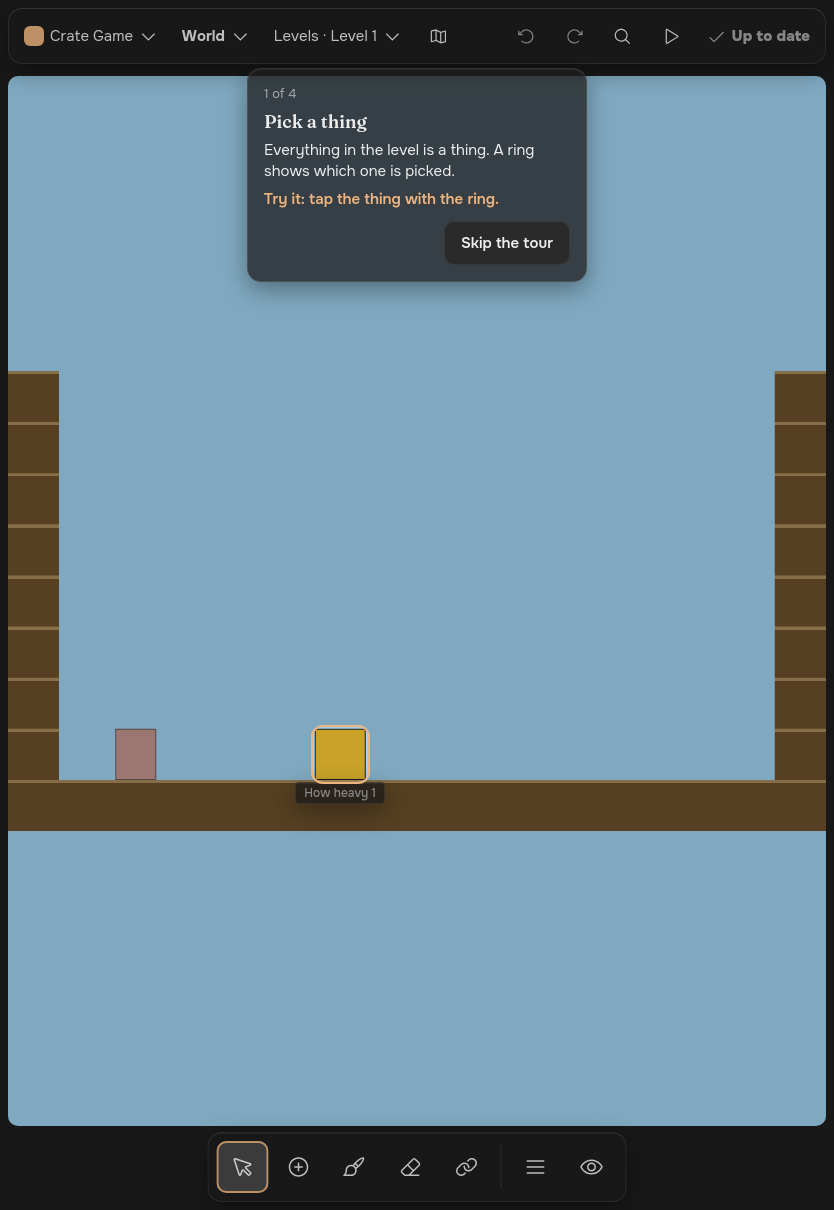 Crate Game
World
Levels · Level 1
Up to date
1 of 4
Pick a thing
Everything in the level is a thing. A ring
shows which one is picked.
Try it: tap the thing with the ring.
Skip the tour
How heavy 1